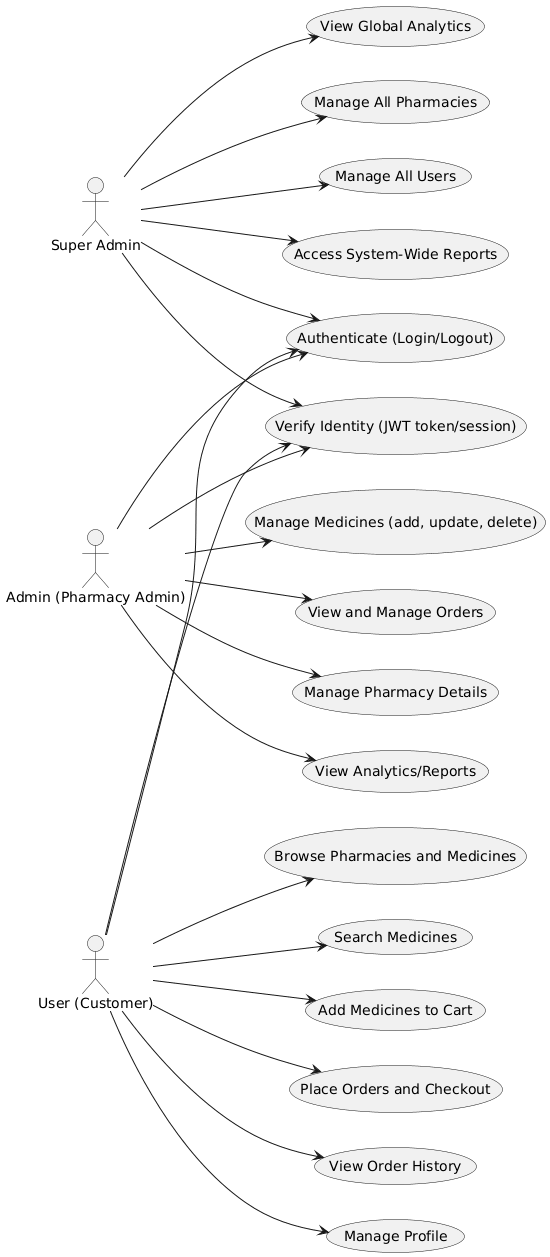 View Global Analytics
Manage All Pharmacies
Manage All Users
Super Admin
Access System-Wide Reports
Authenticate (Login/Logout)
Verify Identity (JWT token/session)
Manage Medicines (add, update, delete)
Admin (Pharmacy Admin)
View and Manage Orders
Manage Pharmacy Details
View Analytics/Reports
Browse Pharmacies and Medicines
Search Medicines
User (Customer)
Add Medicines to Cart
Place Orders and Checkout
View Order History
Manage Profile